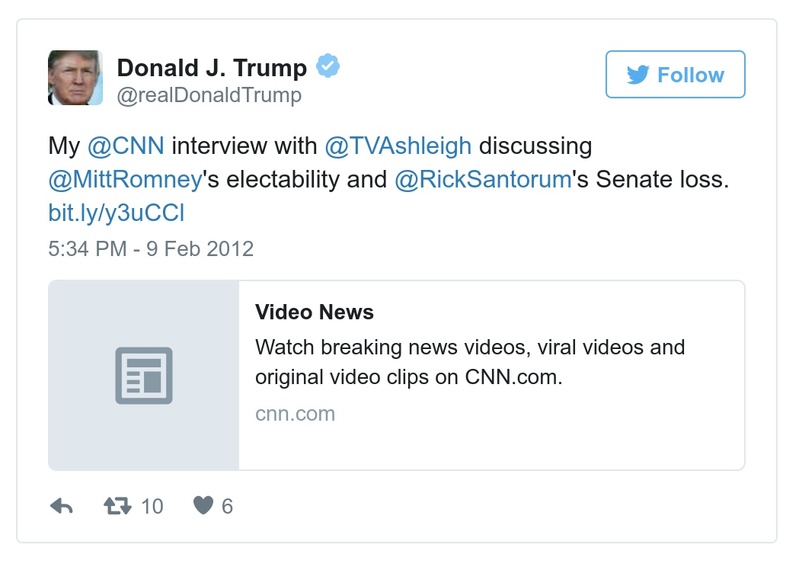 Donald J. Trump
@realDonaldTrump
Follow
My @CNN interview with @TVAshleigh discussing
@MittRomney's electability and @RickSantorum's Senate loss.
bit.ly/y3uCCl
5:34 PM - 9 Feb 2012
Video News
Watch breaking news videos, viral videos and
original video clips on CNN.com.
cnn.com
10 6